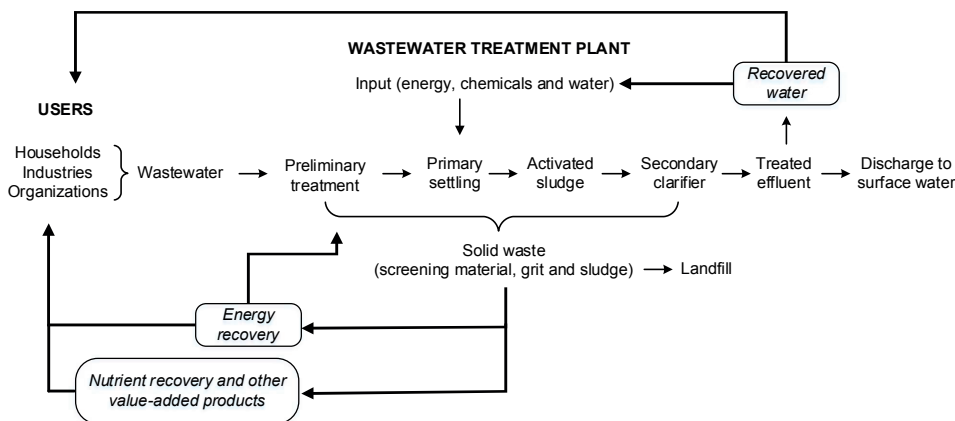 WASTEWATER TREATMENT PLANT
Input (energy, chemicals and water)
Recovered
water
USERS
Households
Industries
Organizations
Wastewater
Preliminary
treatment
Primary
settling
Activated
sludge
Secondary
clarifier
Treated
effluent
Discharge to
surface water
Solid waste
(screening material, grit and sludge)
Landfill
Energy
recovery
Nutrient recovery and other
value-added products